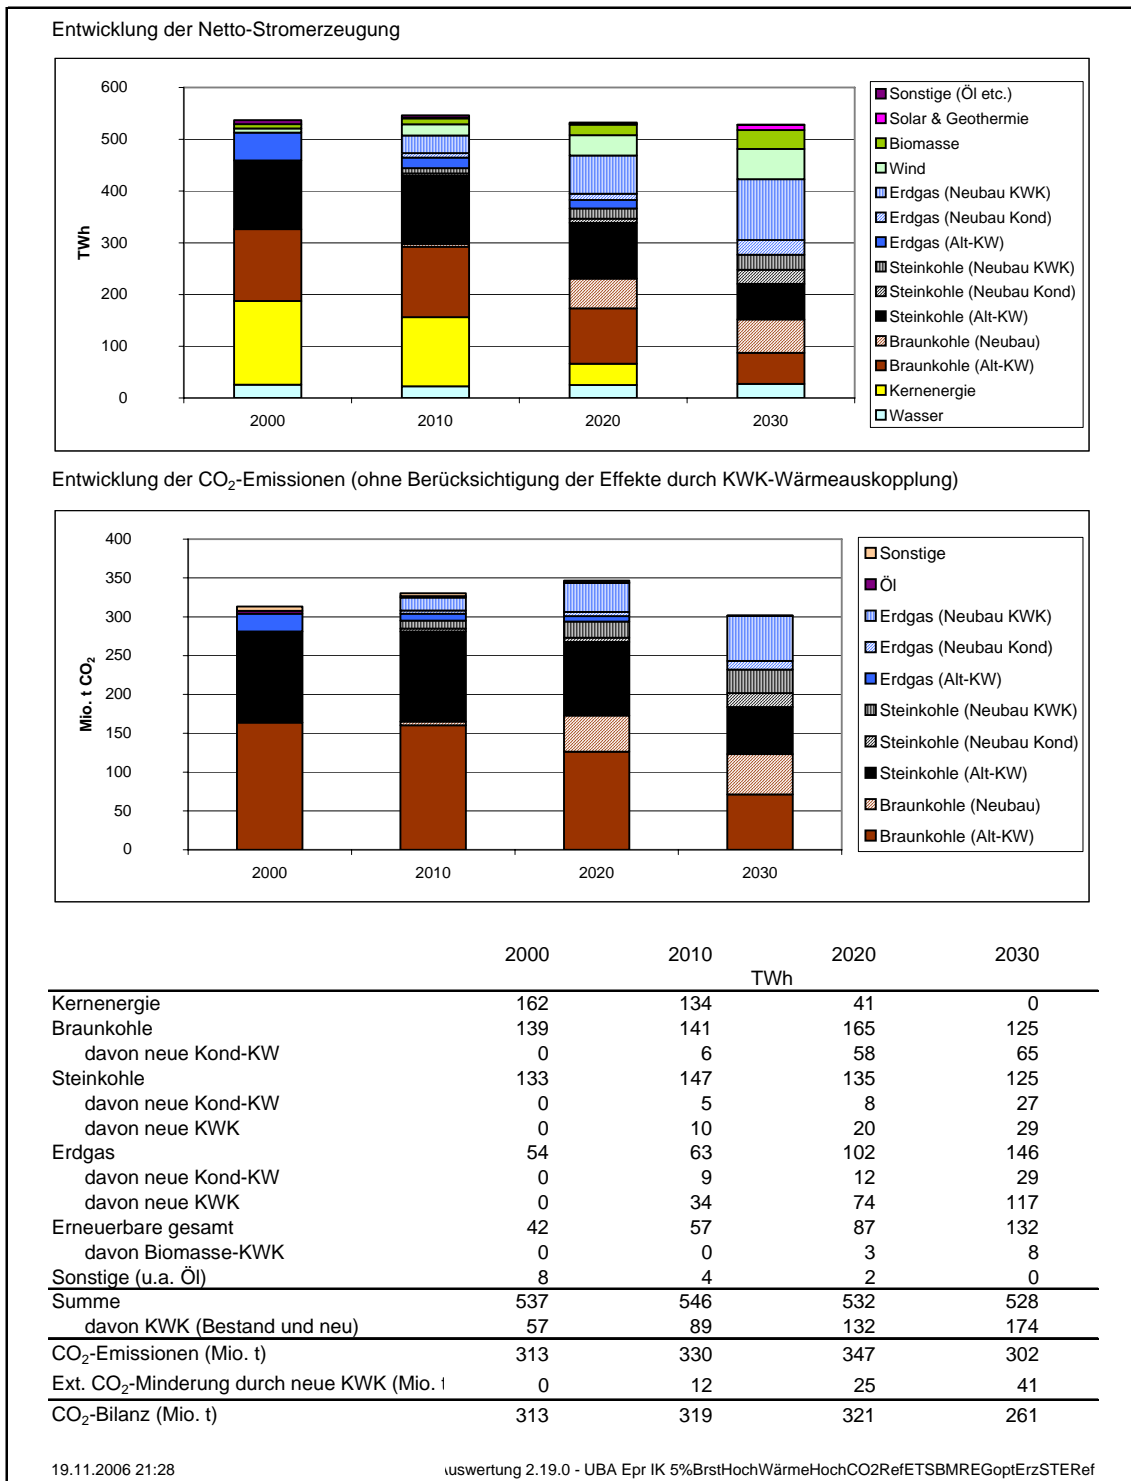 Entwicklung der Netto-Stromerzeugung
600
500
400
300
200
100
0
TWh
2000 2010 2020 2030
Sonstige (Öl etc.)
Solar & Geothermie
Biomasse
Wind
Erdgas (Neubau KWK)
Erdgas (Neubau Kond)
Erdgas (Alt-KW)
Steinkohle (Neubau KWK)
Steinkohle (Neubau Kond)
Steinkohle (Alt-KW)
Braunkohle (Neubau)
Braunkohle (Alt-KW)
Kernenergie
Wasser
Entwicklung der CO₂-Emissionen (ohne Berücksichtigung der Effekte durch KWK-Wärmeauskopplung)
400
350
300
250
200
150
100
50
0
Mio. t CO₂
2000 2010 2020 2030
Sonstige
Öl
Erdgas (Neubau KWK)
Erdgas (Neubau Kond)
Erdgas (Alt-KW)
Steinkohle (Neubau KWK)
Steinkohle (Neubau Kond)
Steinkohle (Alt-KW)
Braunkohle (Neubau)
Braunkohle (Alt-KW)
2000 2010 2020 2030
TWh
Kernenergie 162 134 41 0
Braunkohle 139 141 165 125
davon neue Kond-KW 0 6 58 65
Steinkohle 133 147 135 125
davon neue Kond-KW 0 5 8 27
davon neue KWK 0 10 20 29
Erdgas 54 63 102 146
davon neue Kond-KW 0 9 12 29
davon neue KWK 0 34 74 117
Erneuerbare gesamt 42 57 87 132
davon Biomasse-KWK 0 0 3 8
Sonstige (u.a. Öl) 8 4 2 0
Summe 537 546 532 528
davon KWK (Bestand und neu) 57 89 132 174
CO₂-Emissionen (Mio. t) 313 330 347 302
Ext. CO₂-Minderung durch neue KWK (Mio. t 0 12 25 41
CO₂-Bilanz (Mio. t) 313 319 321 261
19.11.2006 21:28 uswertung 2.19.0 - UBA Epr IK 5%BrstHochWärmeHochCO2RefETSBMREGoptErzSTERef